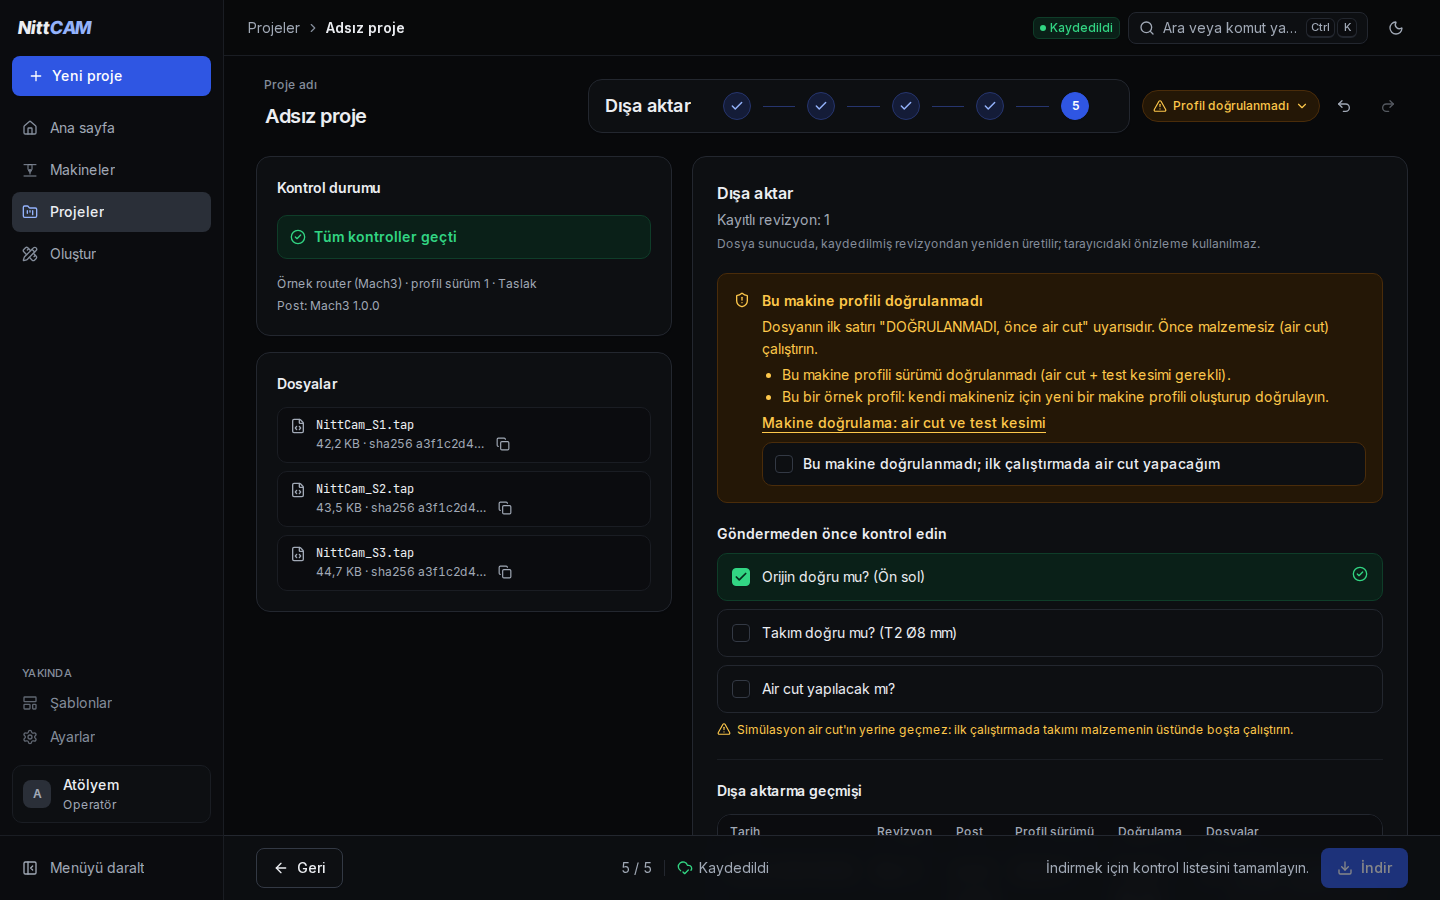 NittCAM
Yeni proje
Ana sayfa
Makineler
Projeler
Oluştur
YAKINDA
Şablonlar
Ayarlar
A
Atölyem
Operatör
Menüyü daralt
Projeler
Adsız proje
Kaydedildi
Ara veya komut ya...
Ctrl
K
Proje adı
Adsız proje
Dışa aktar
5
Profil doğrulanmadı
Kontrol durumu
Tüm kontroller geçti
Örnek router (Mach3) · profil sürüm 1 · Taslak
Post: Mach3 1.0.0
Dosyalar
NittCam_S1.tap
42,2 KB · sha256 a3f1c2d4...
NittCam_S2.tap
43,5 KB · sha256 a3f1c2d4...
NittCam_S3.tap
44,7 KB · sha256 a3f1c2d4...
Dışa aktar
Kayıtlı revizyon: 1
Dosya sunucuda, kaydedilmiş revizyondan yeniden üretilir; tarayıcıdaki önizleme kullanılmaz.
Bu makine profili doğrulanmadı
Dosyanın ilk satırı "DOĞRULANMADI, önce air cut" uyarısıdır. Önce malzemesiz (air cut)
çalıştırın.
Bu makine profili sürümü doğrulanmadı (air cut + test kesimi gerekli).
Bu bir örnek profil: kendi makineniz için yeni bir makine profili oluşturup doğrulayın.
Makine doğrulama: air cut ve test kesimi
Bu makine doğrulanmadı; ilk çalıştırmada air cut yapacağım
Göndermeden önce kontrol edin
Orijin doğru mu? (Ön sol)
Takım doğru mu? (T2 Ø8 mm)
Air cut yapılacak mı?
Simülasyon air cut'ın yerine geçmez: ilk çalıştırmada takımı malzemenin üstünde boşta çalıştırın.
Dışa aktarma geçmişi
Tarih
Revizyon
Post
Profil sürümü
Doğrulama
Dosyalar
Geri
5 / 5
Kaydedildi
İndirmek için kontrol listesini tamamlayın.
İndir